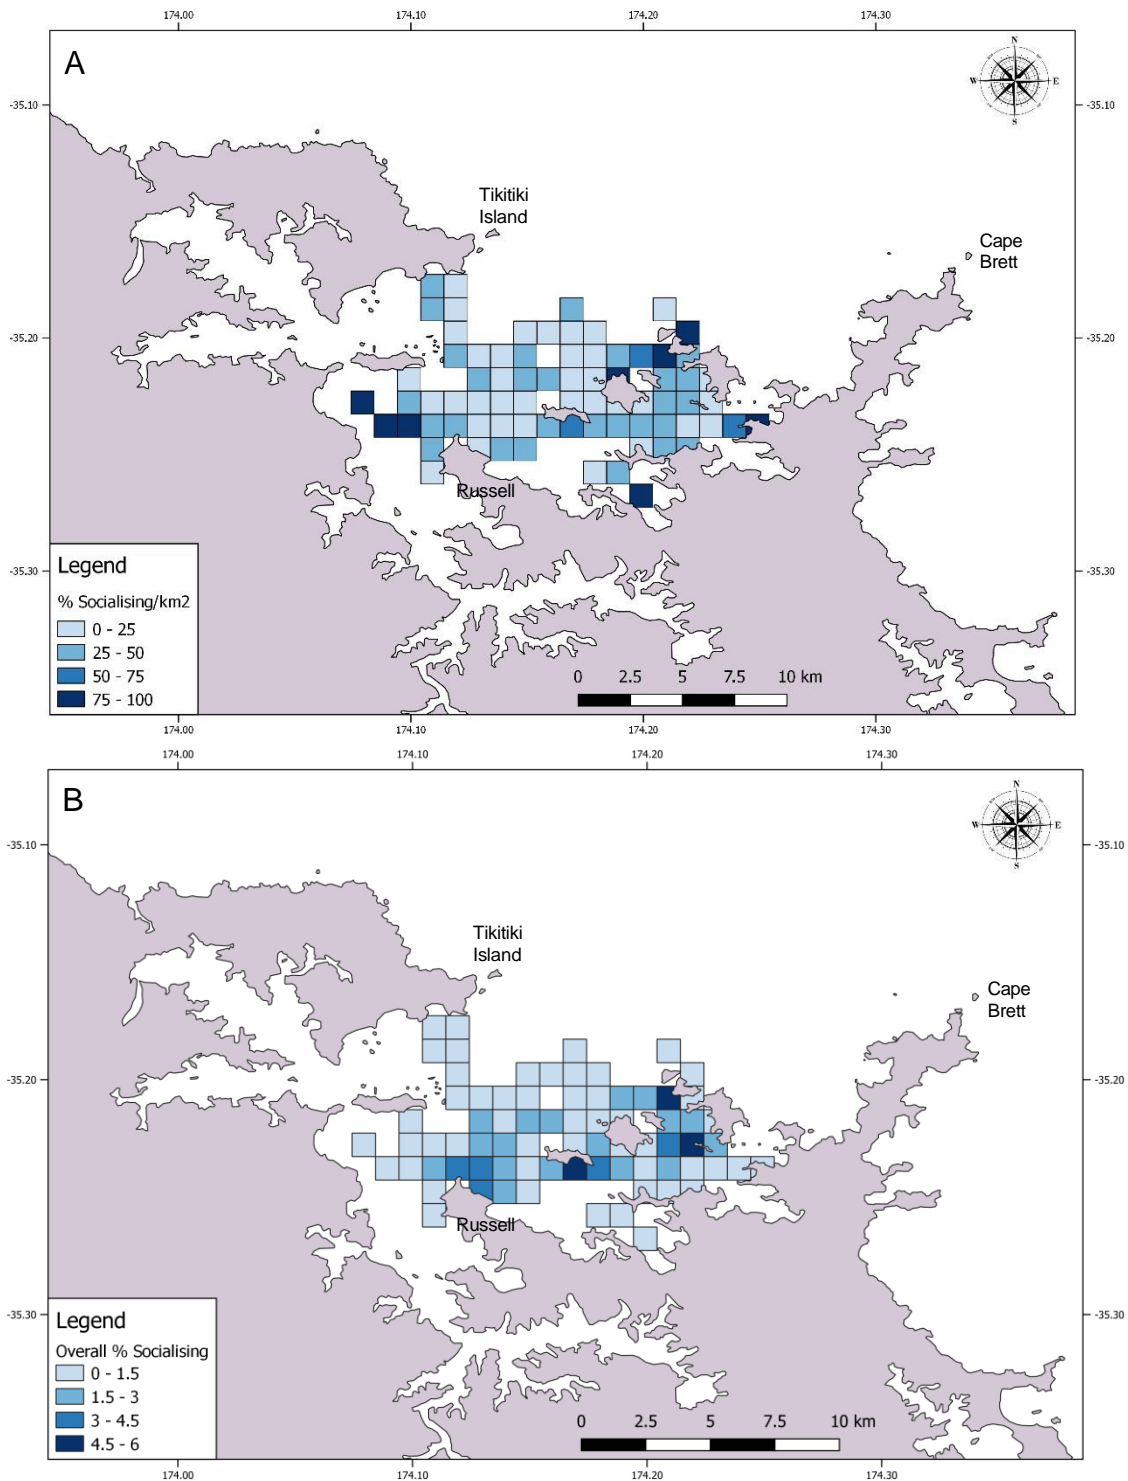 174.00 174.10 174.20 174.30
A
N
W E
S
-35.10 -35.10
Tikitiki
Island
Cape
Brett
-35.20 -35.20
Russell
-35.30 -35.30
Legend
% Socialising/km2
0 - 25
25 - 50
50 - 75
75 - 100
0 2.5 5 7.5 10 km
174.00 174.10 174.20 174.30
174.00 174.10 174.20 174.30
B
N
W E
S
-35.10 -35.10
Tikitiki
Island
Cape
Brett
-35.20 -35.20
Russell
-35.30 -35.30
Legend
Overall % Socialising
0 - 1.5
1.5 - 3
3 - 4.5
4.5 - 6
0 2.5 5 7.5 10 km
174.00 174.10 174.20 174.30